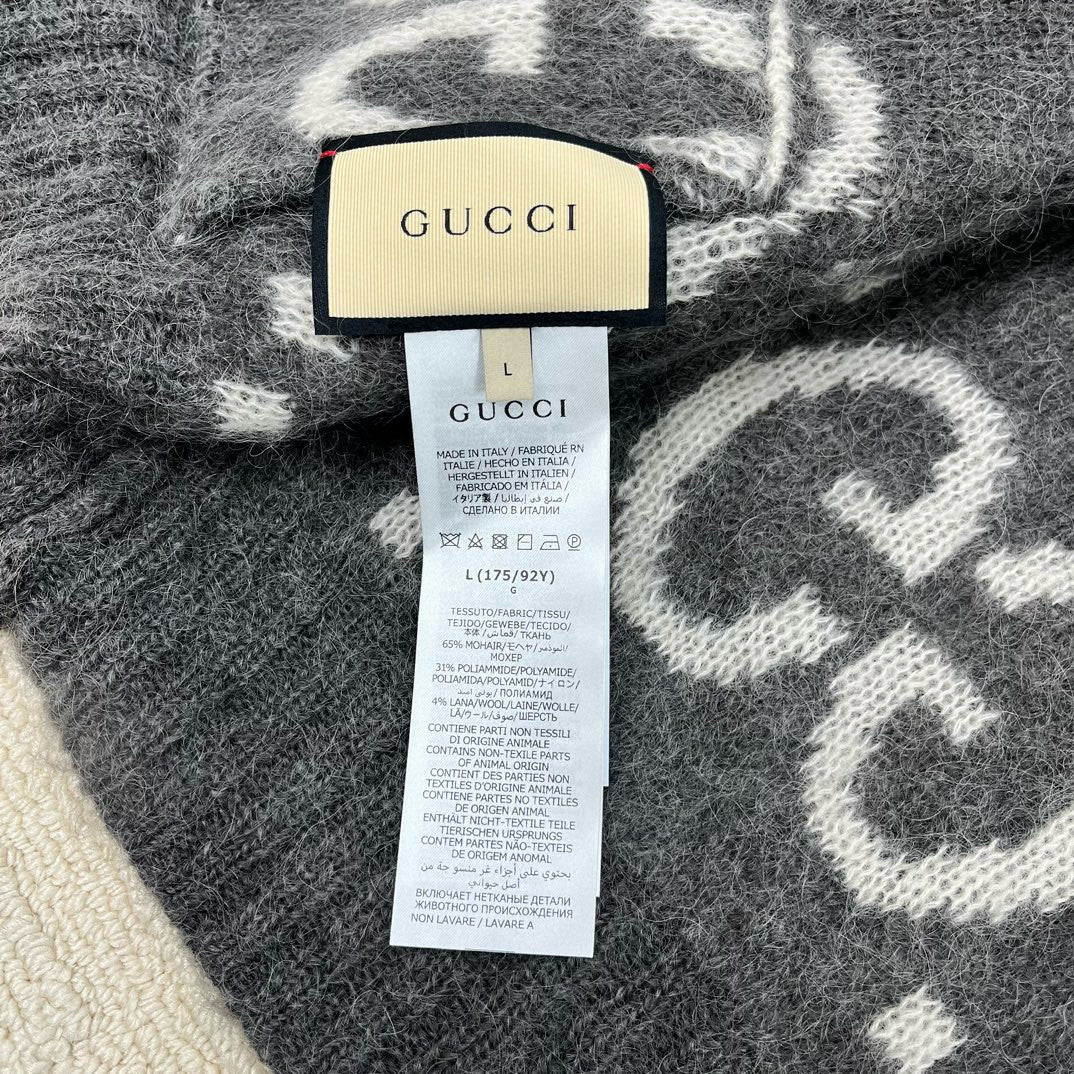 GUCCI
L
GUCCI
MADE IN ITALY / FABRIQUÉ RN
ITALIE / HECHO EN ITALIA /
HERGESTELLT IN ITALIEN /
FABRICADO EM ITÁLIA /
イタリア製 / صنع في إيطاليا /
СДЕЛАНО В ИТАЛИИ
P
L (175/92Y)
G
TESSUTO/FABRIC/TISSU/
TEJIDO/GEWEBE/TECIDO/
本体 /قماش/ ТКАНЬ
65% MOHAIR/モヘヤ/الموهير/
МОХЕР
31% POLIAMMIDE/POLYAMIDE/
POLIAMIDA/POLYAMID/ナイロン/
بولي اميد/ ПОЛИАМИД
4% LANA/WOOL/LAINE/WOLLE/
LÃ/ウール/صوف/ШЕРСТЬ
CONTIENE PARTI NON TESSILI
DI ORIGINE ANIMALE
CONTAINS NON-TEXILE PARTS
OF ANIMAL ORIGIN
CONTIENT DES PARTIES NON
TEXTILES D'ORIGINE ANIMALE
CONTIENE PARTES NO TEXTILES
DE ORIGEN ANIMAL
ENTHÄLT NICHT-TEXTILE TEILE
TIERISCHEN URSPRUNGS
CONTEM PARTES NÃO-TEXTEIS
DE ORIGEM ANOMAL
يحتوي على أجزاء غر منسو حة من
أصل حيواني
ВКЛЮЧАЕТ НЕТКАНЫЕ ДЕТАЛИ
ЖИВОТНОГО ПРОИСХОЖДЕНИЯ
NON LAVARE / LAVARE A